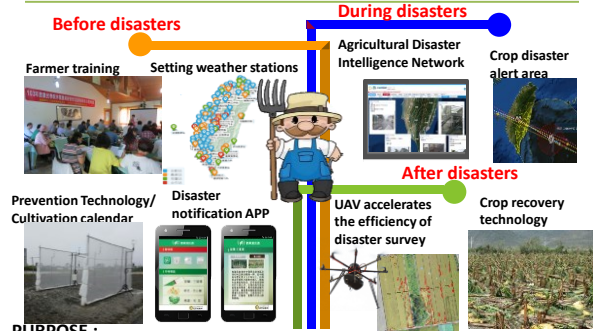 Before disasters
During disasters
Farmer training
Setting weather stations
Agricultural Disaster
Intelligence Network
Crop disaster
alert area
After disasters
Prevention Technology/
Cultivation calendar
Disaster
notification APP
UAV accelerates
the efficiency of
disaster survey
Crop recovery
technology
PURPOSE :